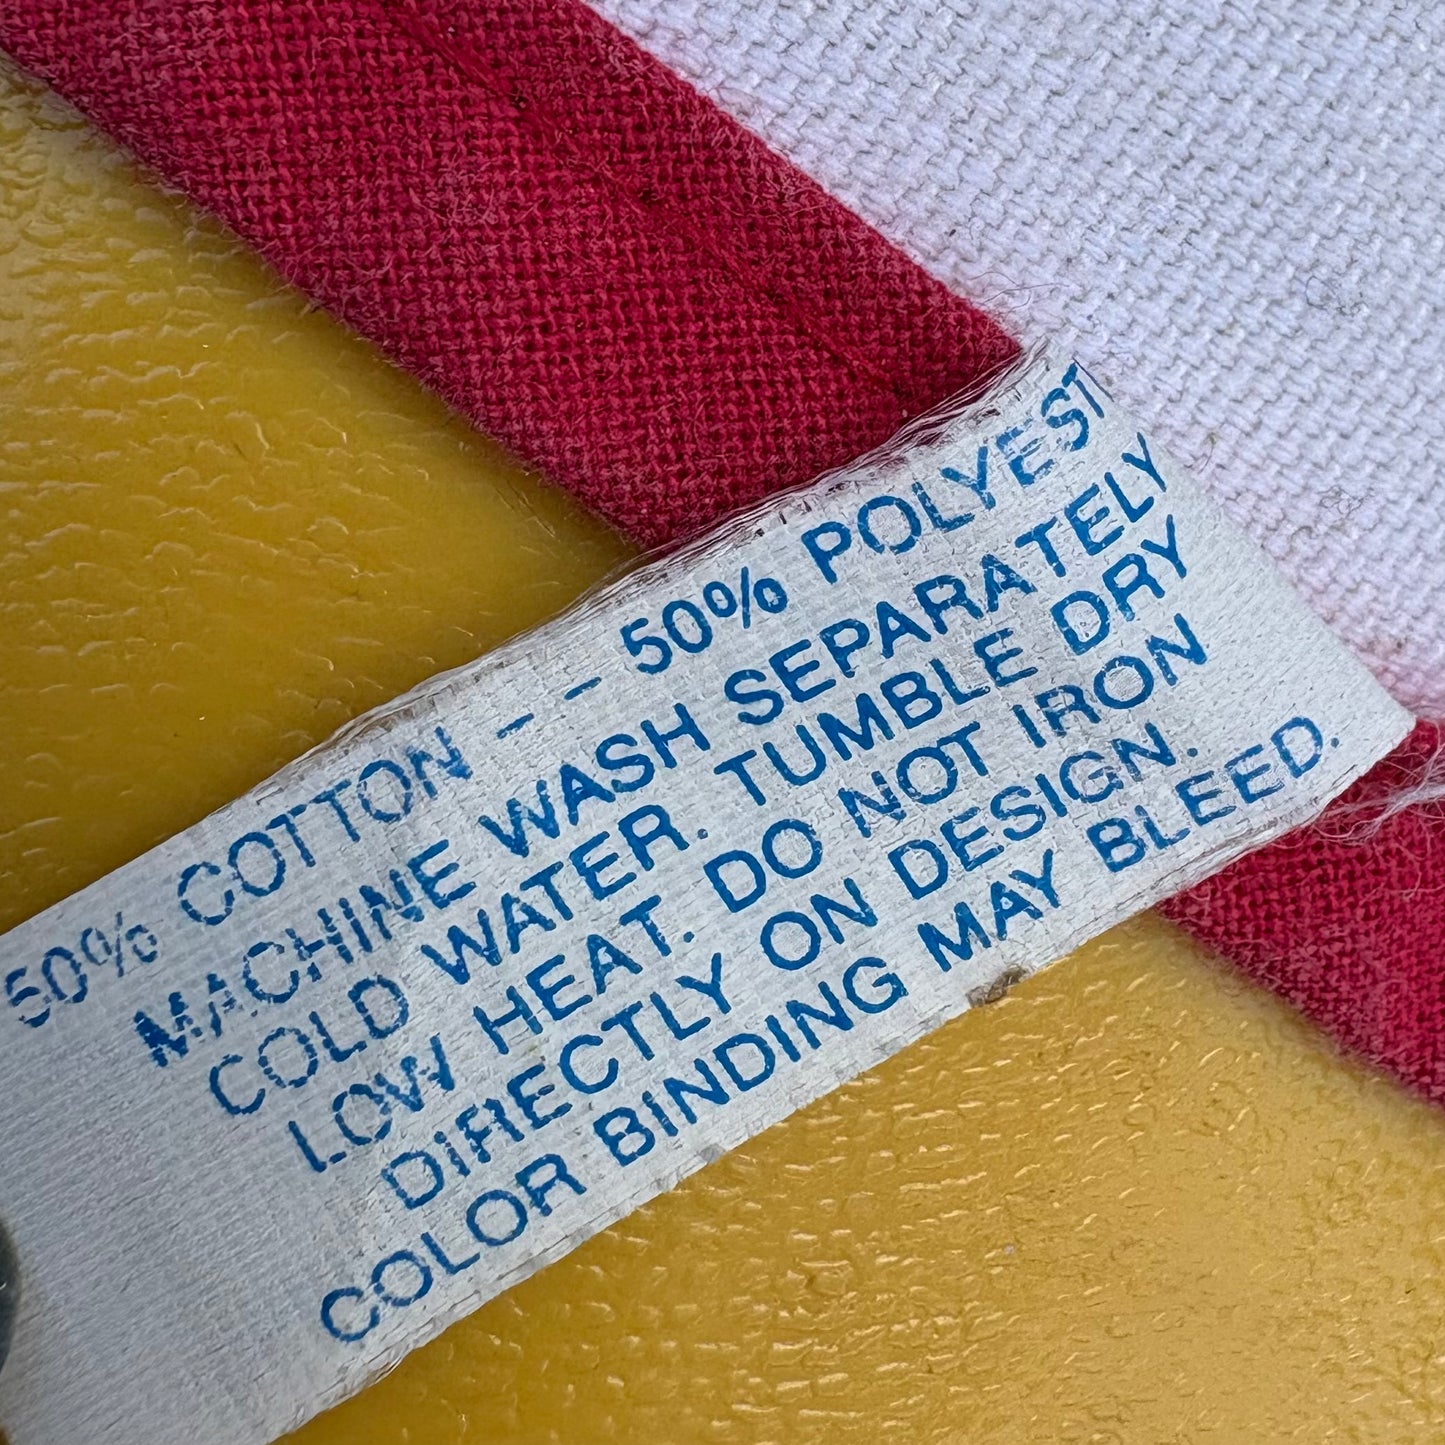 50% COTTON - - 50% POLYEST
MACHINE WASH SEPARATELY
COLD WATER. TUMBLE DRY
LOW HEAT. DO NOT IRON
DIRECTLY ON DESIGN.
COLOR BINDING MAY BLEED.